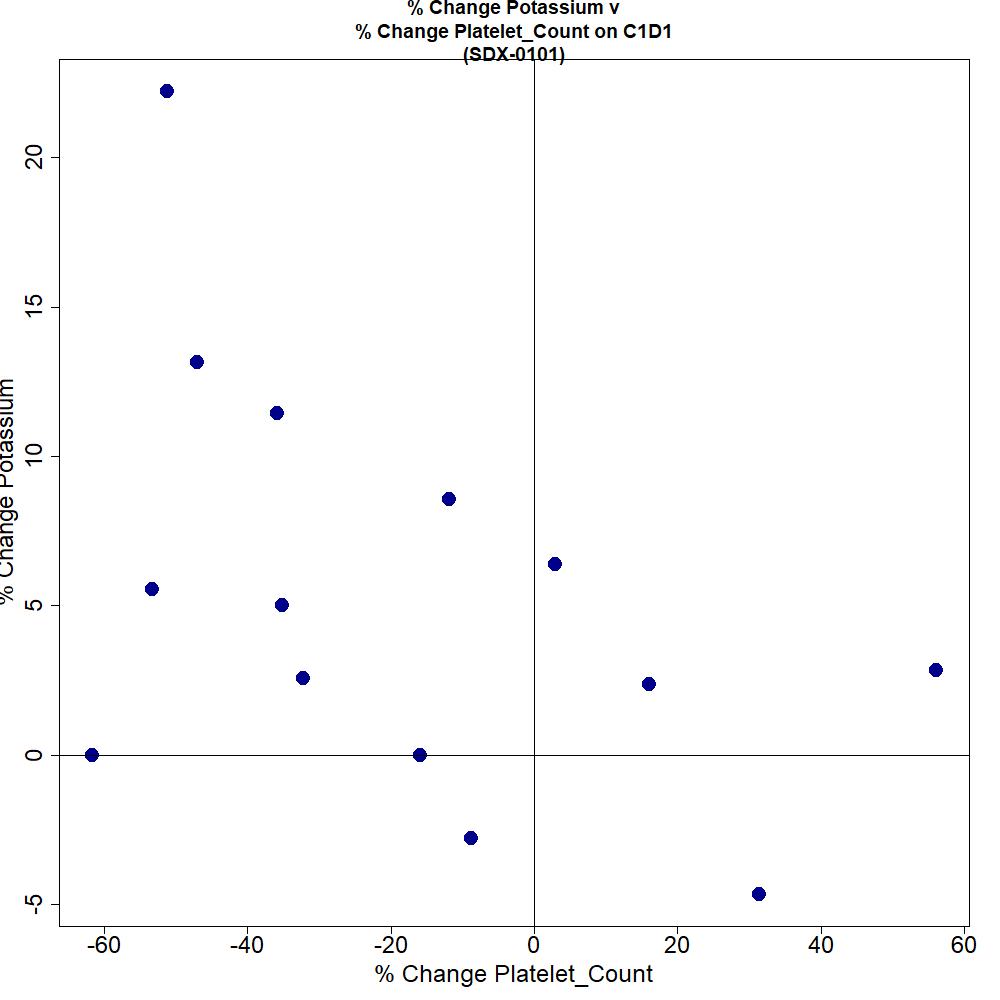 % Change Potassium v
% Change Platelet_Count on C1D1
(SDX-0101)
% Change Potassium
20
15
10
5
0
-5
-60 -40 -20 0 20 40 60
% Change Platelet_Count